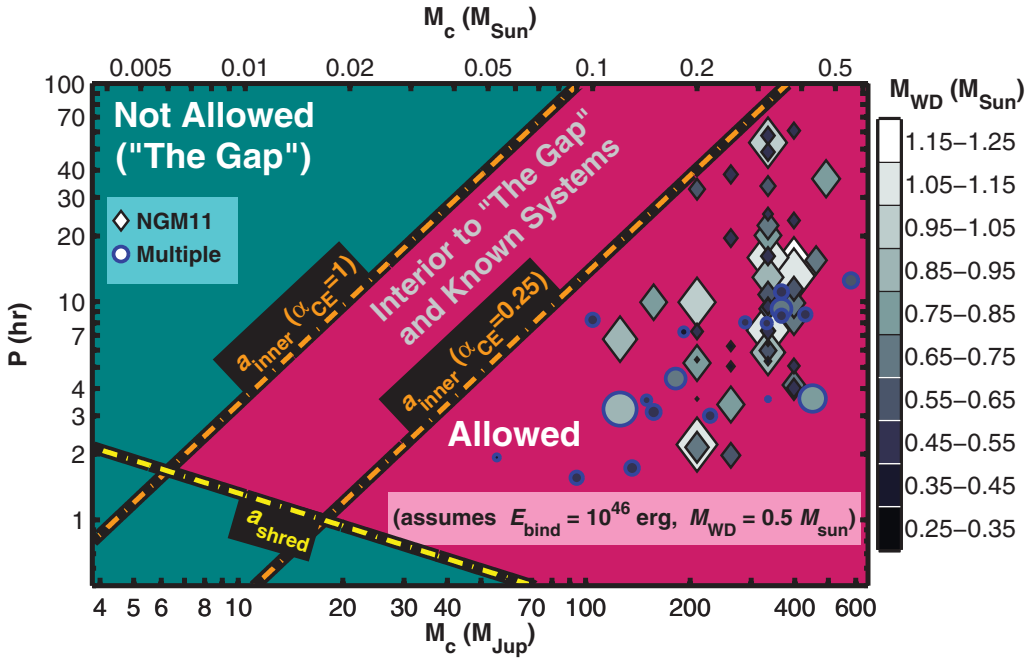 M_c (M_Sun)
0.005 0.01 0.02 0.05 0.1 0.2 0.5
P (hr)
100
70
40
30
20
10
7
4
3
2
1
Not Allowed
("The Gap")
NGM11
Multiple
Interior to "The Gap"
and Known Systems
a_inner (α_CE=1)
a_inner (α_CE=0.25)
Allowed
a_shred
(assumes E_bind = 10^46 erg, M_WD = 0.5 M_sun)
4 5 6 8 10 20 30 40 50 70 100 200 400 600
M_c (M_Jup)
M_WD (M_Sun)
1.15−1.25
1.05−1.15
0.95−1.05
0.85−0.95
0.75−0.85
0.65−0.75
0.55−0.65
0.45−0.55
0.35−0.45
0.25−0.35